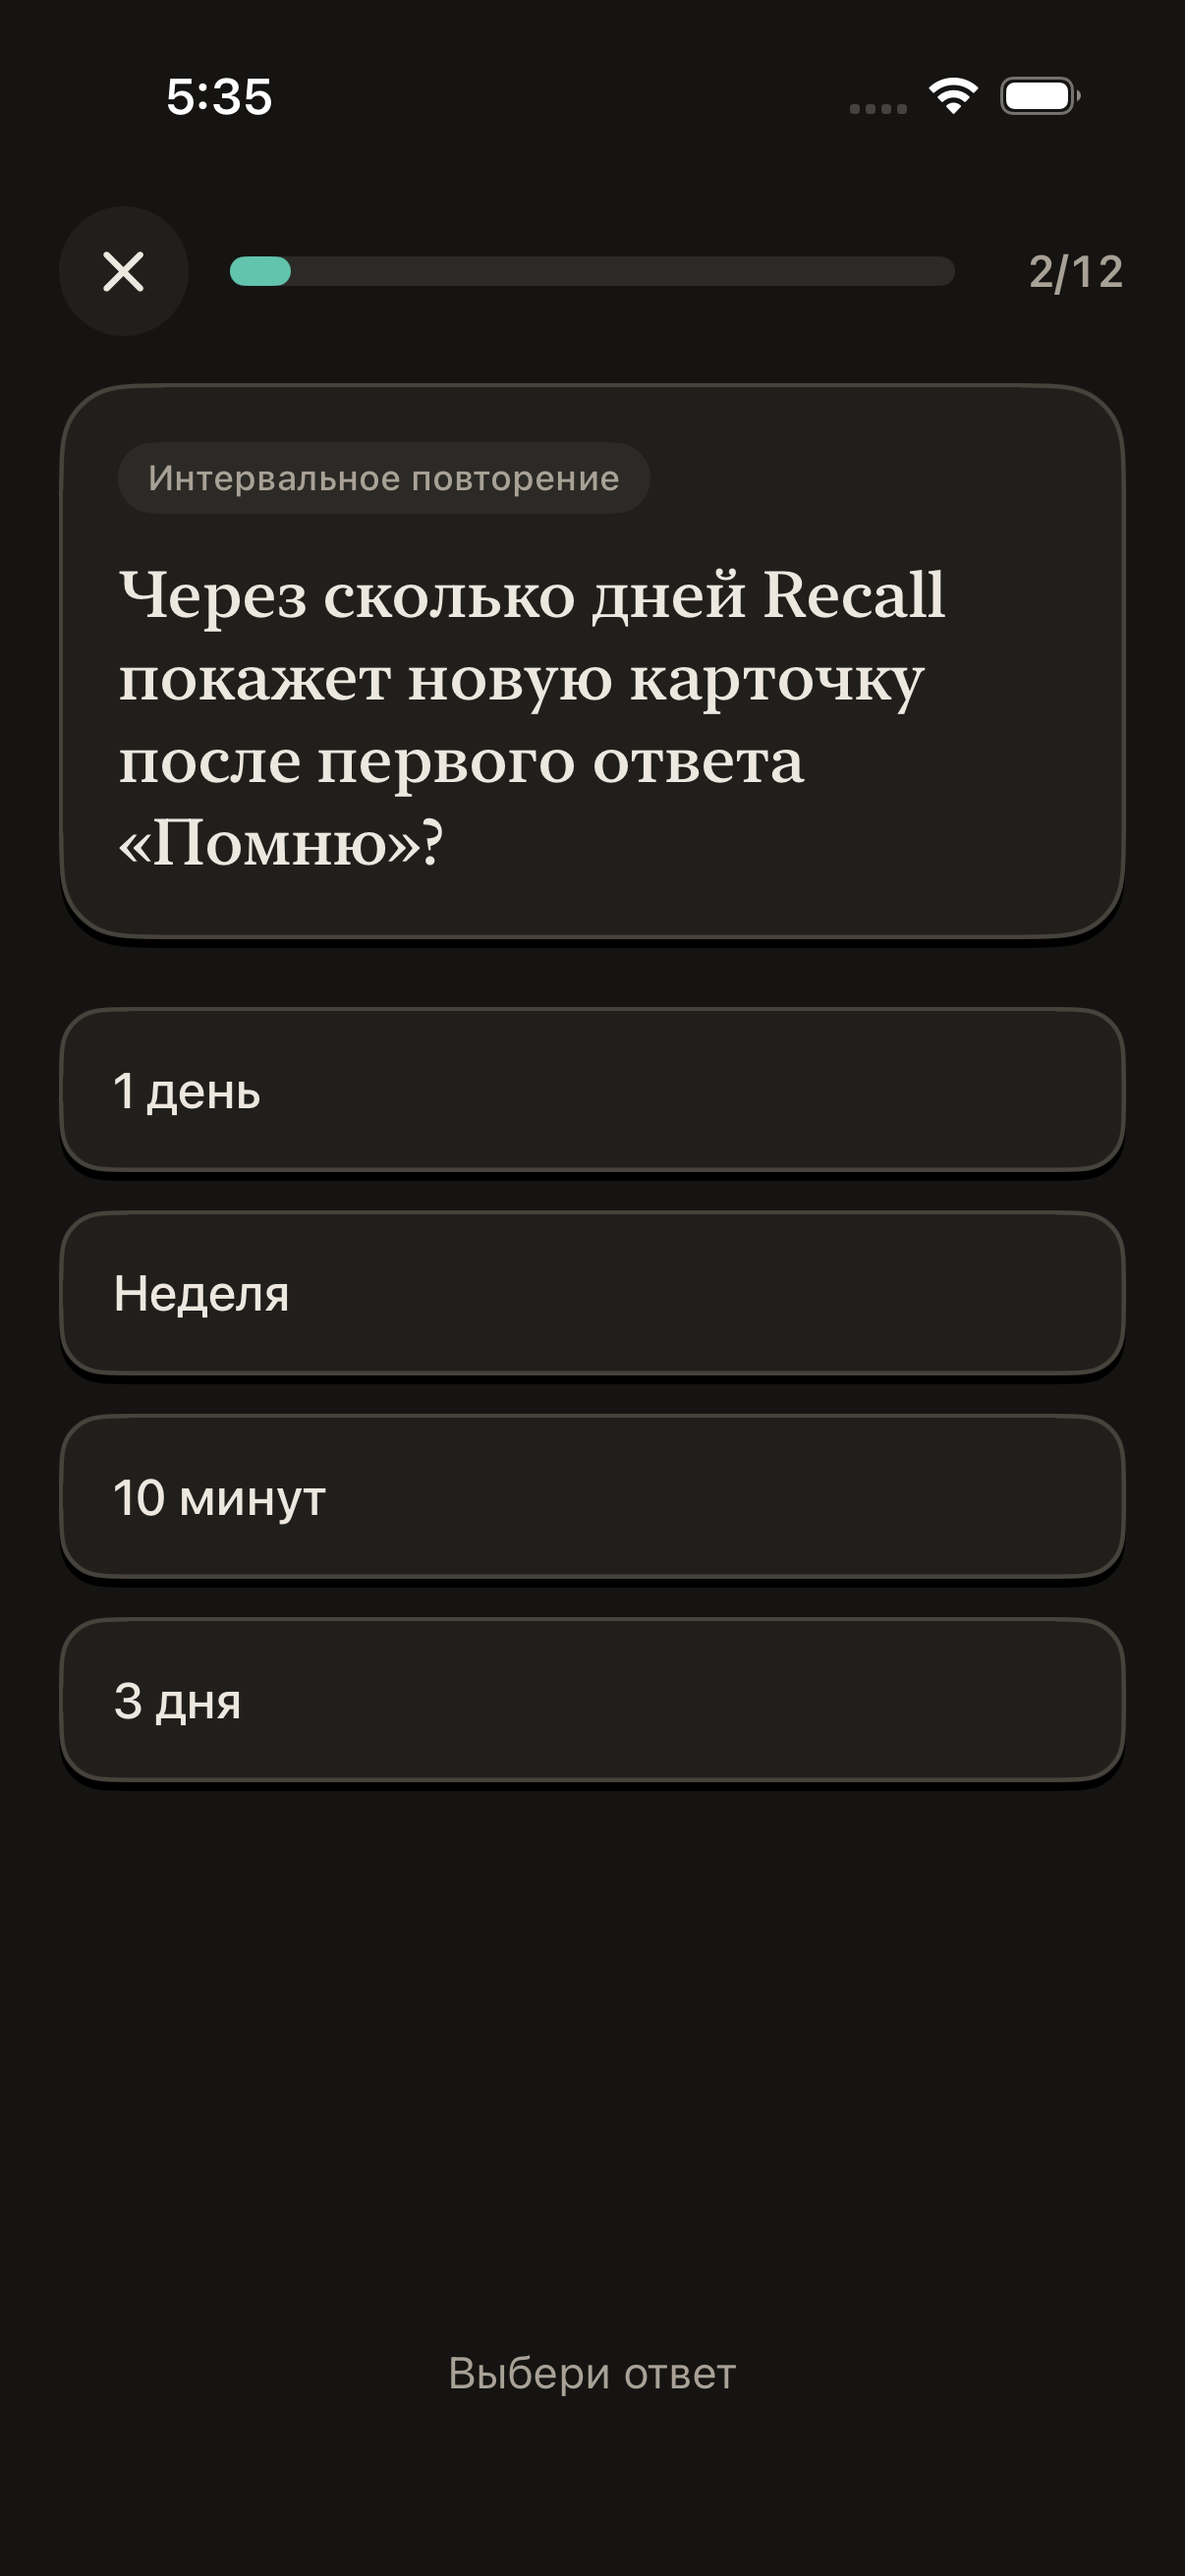 5:35
2/12
Интервальное повторение
Через сколько дней Recall
покажет новую карточку
после первого ответа
«Помню»?
1 день
Неделя
10 минут
3 дня
Выбери ответ